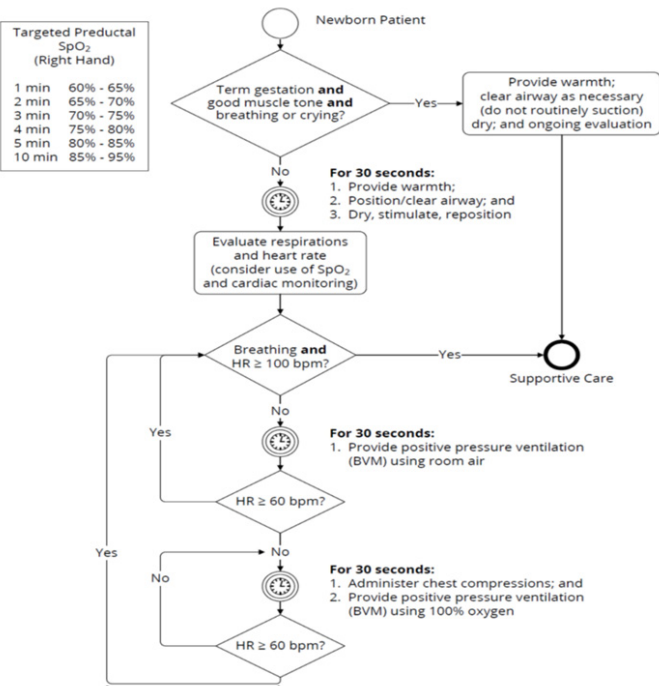 Newborn Patient
Targeted Preductal
SpO₂
(Right Hand)
1 min 60% - 65%
2 min 65% - 70%
3 min 70% - 75%
4 min 75% - 80%
5 min 80% - 85%
10 min 85% - 95%
Term gestation and
good muscle tone and
breathing or crying?
Yes
Provide warmth;
clear airway as necessary
(do not routinely suction)
dry; and ongoing evaluation
No
For 30 seconds:
1. Provide warmth;
2. Position/clear airway; and
3. Dry, stimulate, reposition
Evaluate respirations
and heart rate
(consider use of SpO₂
and cardiac monitoring)
Breathing and
HR ≥ 100 bpm?
Yes
Supportive Care
No
Yes
For 30 seconds:
1. Provide positive pressure ventilation
(BVM) using room air
HR ≥ 60 bpm?
Yes
No
No
For 30 seconds:
1. Administer chest compressions; and
2. Provide positive pressure ventilation
(BVM) using 100% oxygen
HR ≥ 60 bpm?